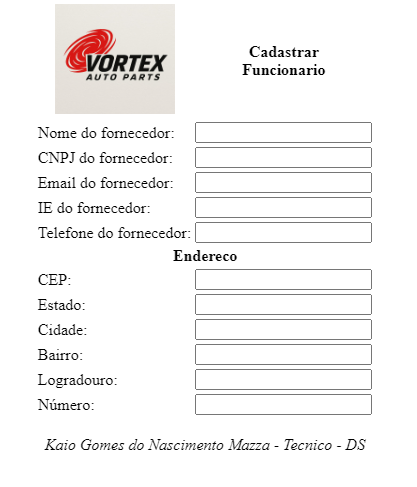 VORTEX
AUTO PARTS
Cadastrar
Funcionario
Nome do fornecedor:
CNPJ do fornecedor:
Email do fornecedor:
IE do fornecedor:
Telefone do fornecedor:
Endereco
CEP:
Estado:
Cidade:
Bairro:
Logradouro:
Número:
Kaio Gomes do Nascimento Mazza - Tecnico - DS